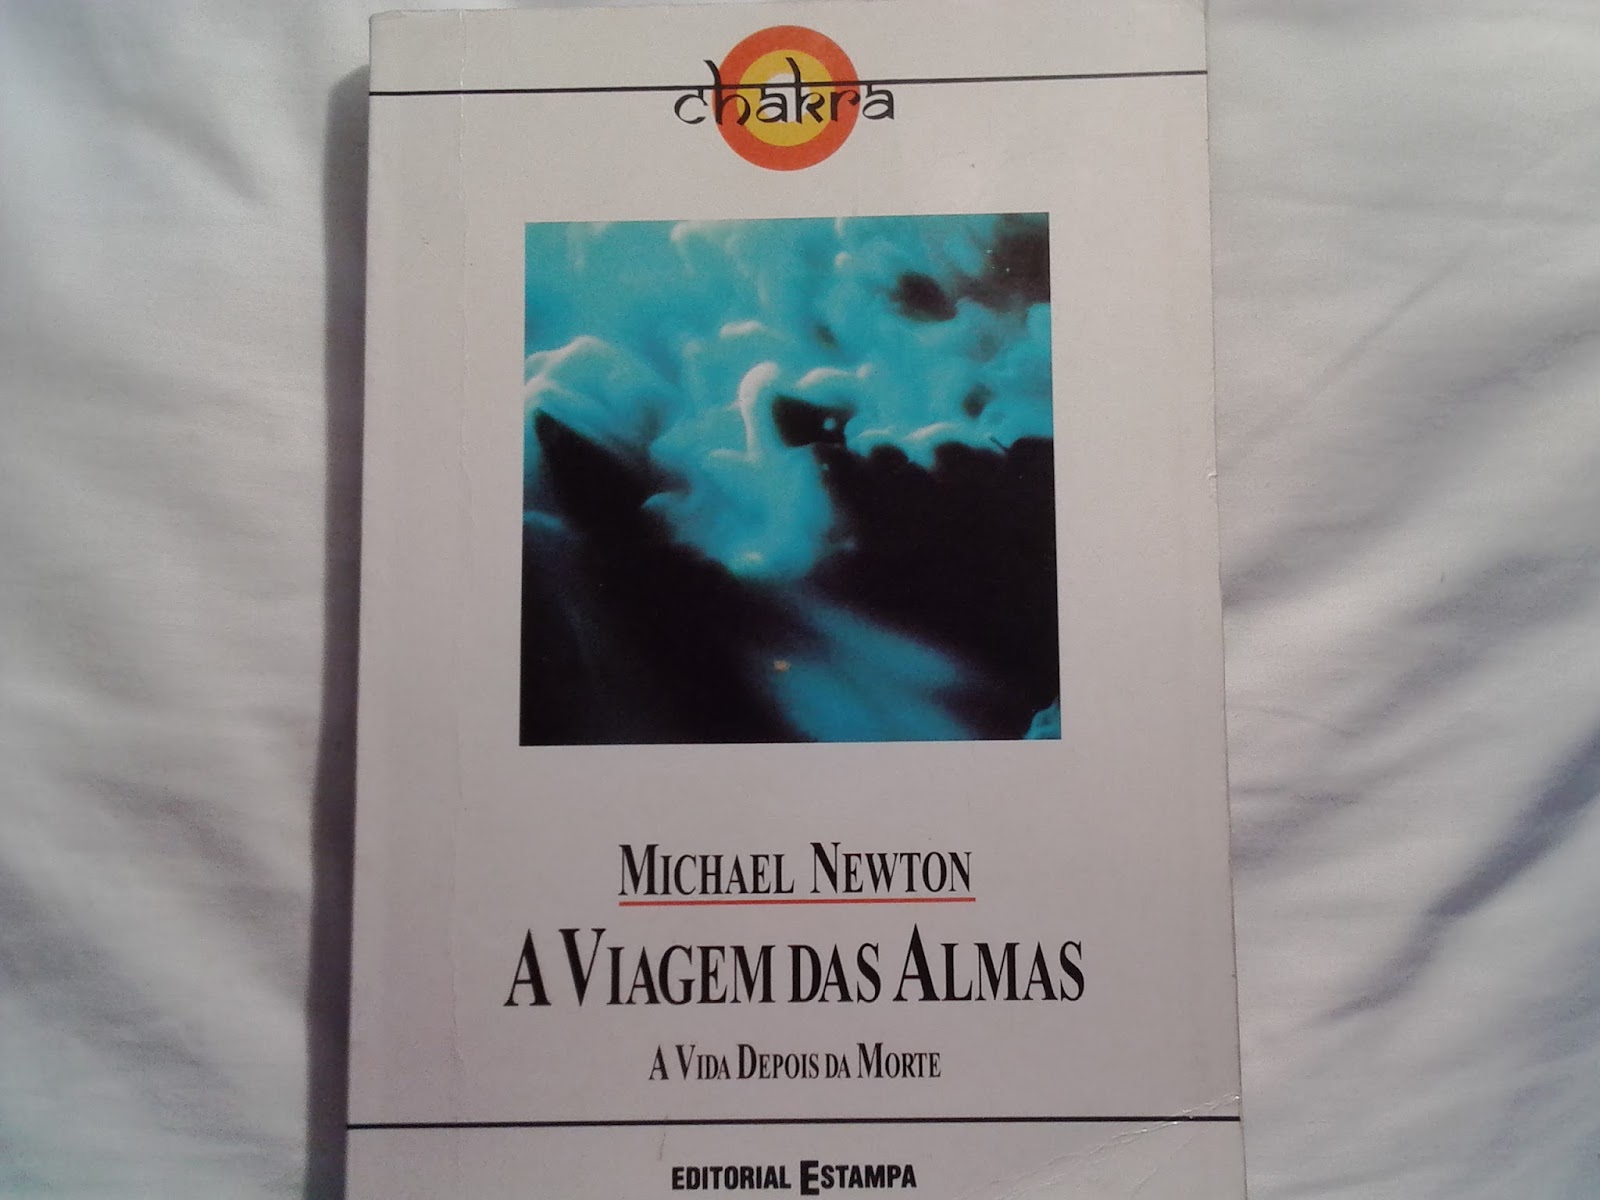 chakra
MICHAEL NEWTON
A VIAGEM DAS ALMAS
A VIDA DEPOIS DA MORTE
EDITORIAL ESTAMPA